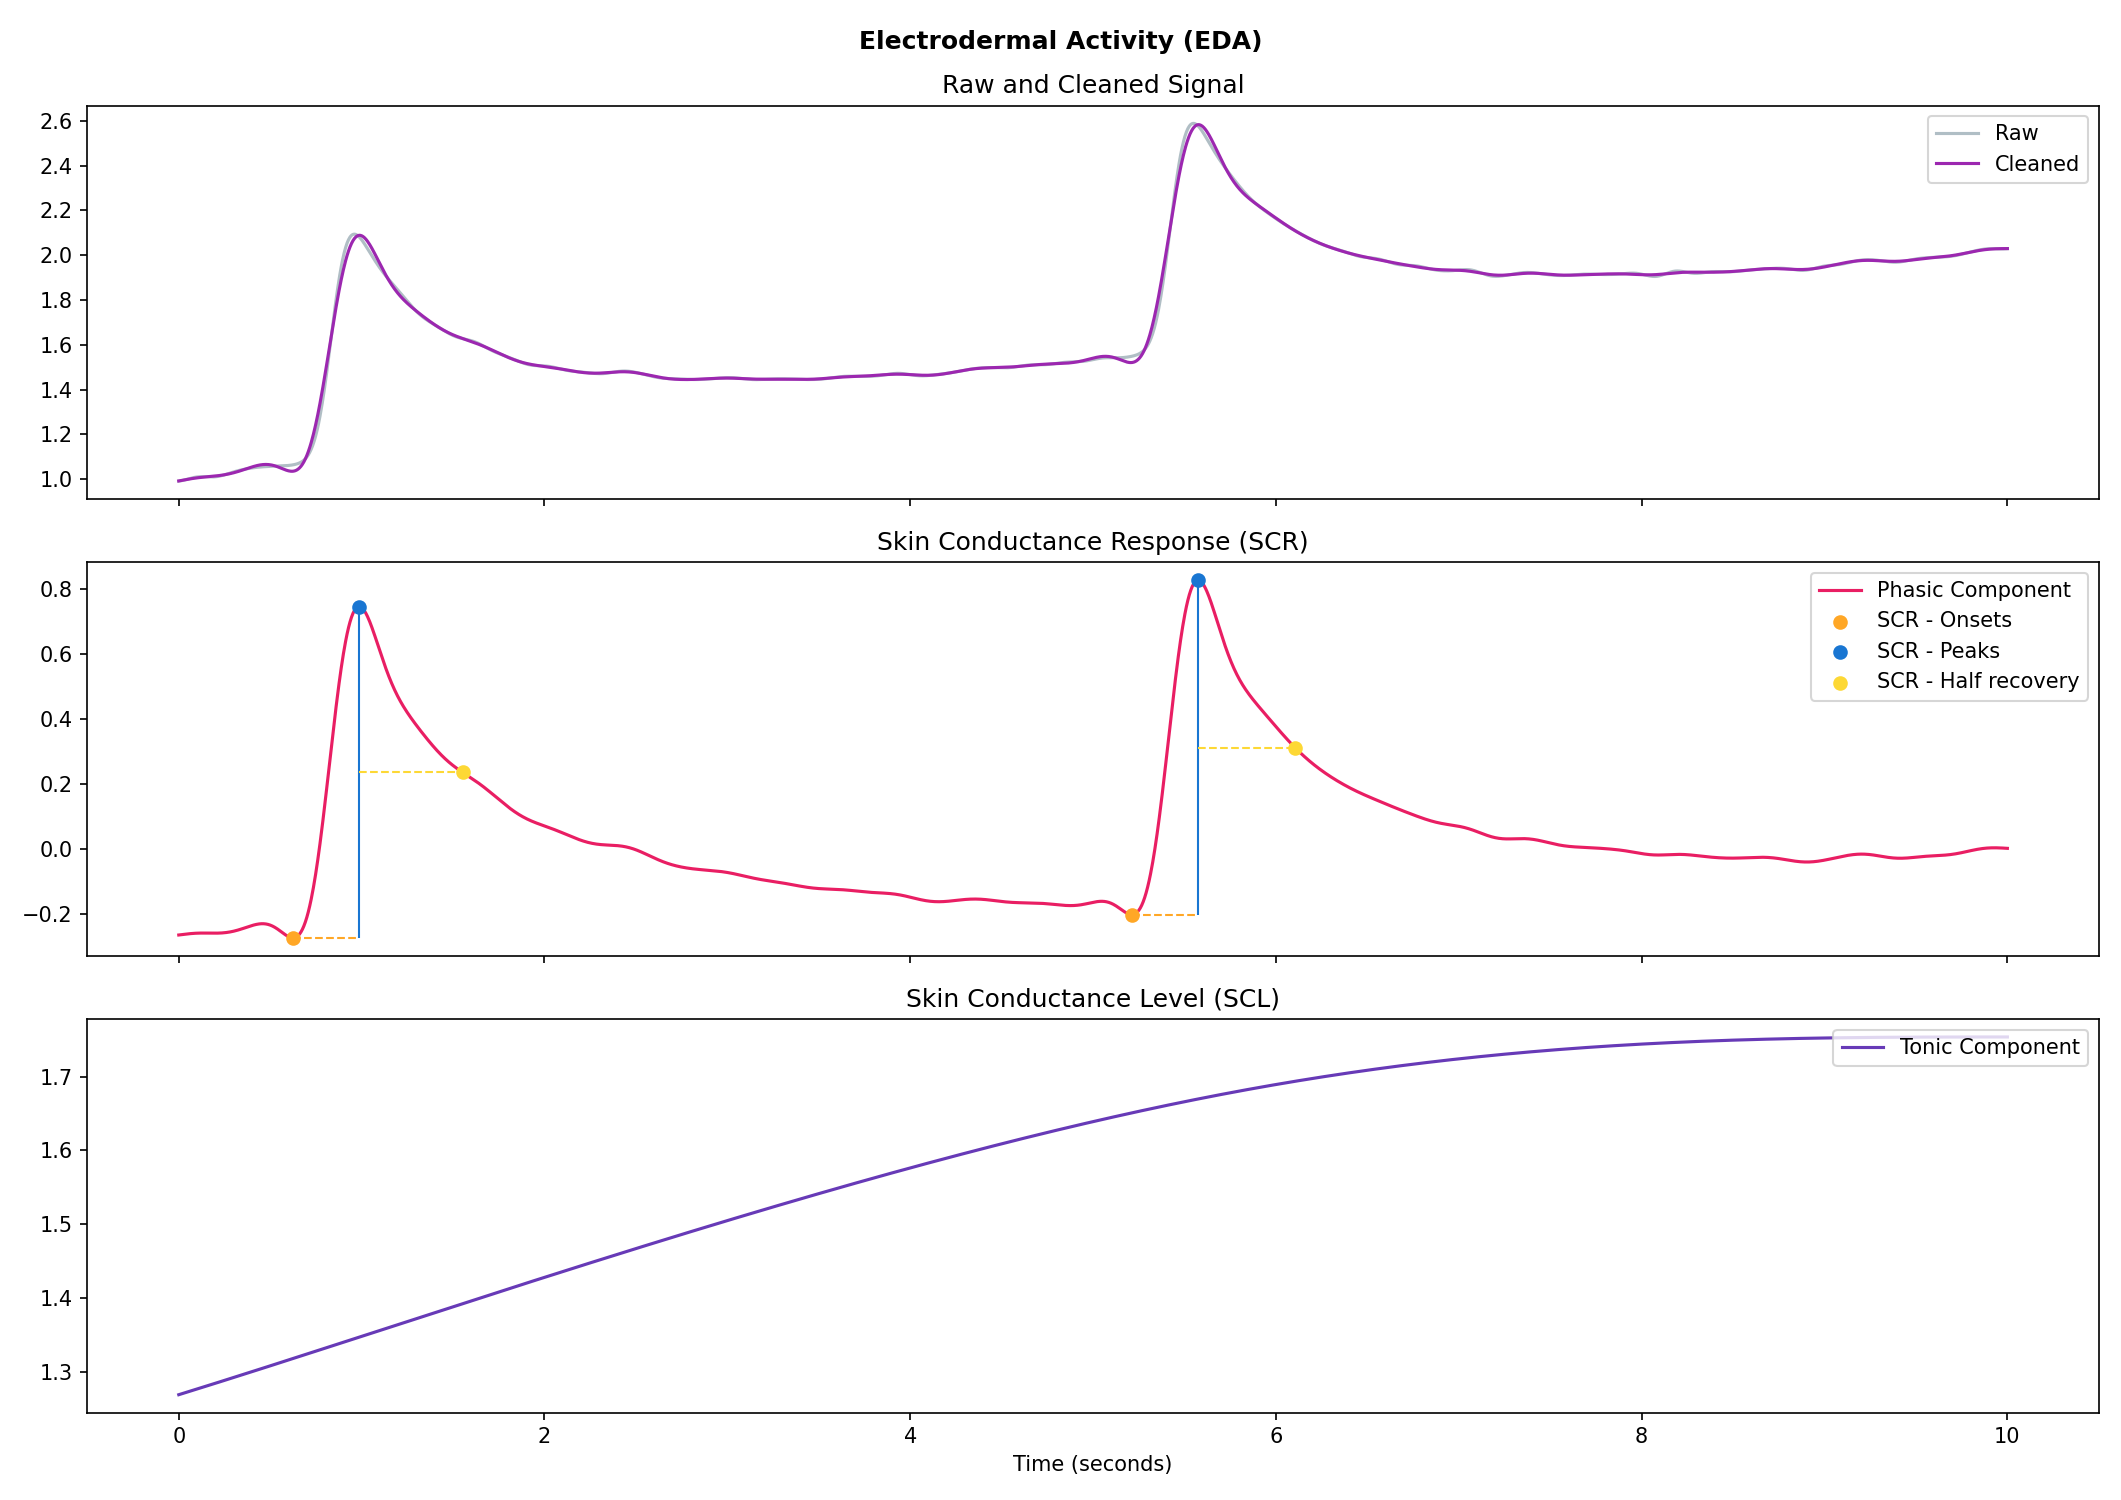 Electrodermal Activity (EDA)
Raw and Cleaned Signal
2.6
2.4
2.2
2.0
1.8
1.6
1.4
1.2
1.0
Raw
Cleaned
Skin Conductance Response (SCR)
0.8
0.6
0.4
0.2
0.0
−0.2
Phasic Component
SCR - Onsets
SCR - Peaks
SCR - Half recovery
Skin Conductance Level (SCL)
1.7
1.6
1.5
1.4
1.3
Tonic Component
0 2 4 6 8 10
Time (seconds)